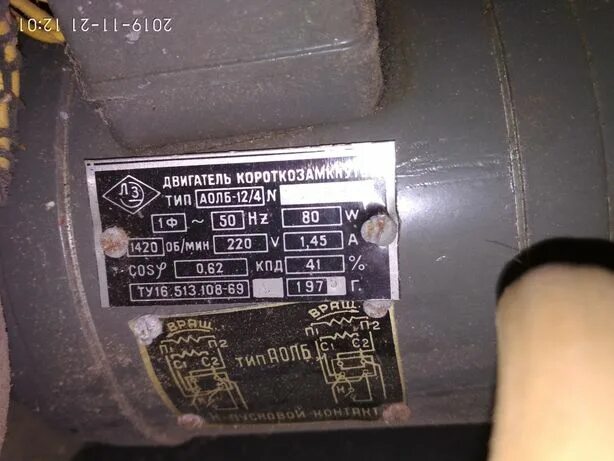 2019-11-21 12:01
ЛЗ
ДВИГАТЕЛЬ
ТИП АОЛБ-12/4 N
1Ф ~ 50 Hz 80 W
1420 ОБ/МИН 220 V 1,45 A
COSφ 0,62 КПД 41 %
ТУ16.513.108-69 197 Г.
ВРАЩ. ВРАЩ.
П1 П2 П1 П2
С1 С2 С1 С2
ТИП АОЛБ
К-ПУСКОВОЙ КОНТАКТ